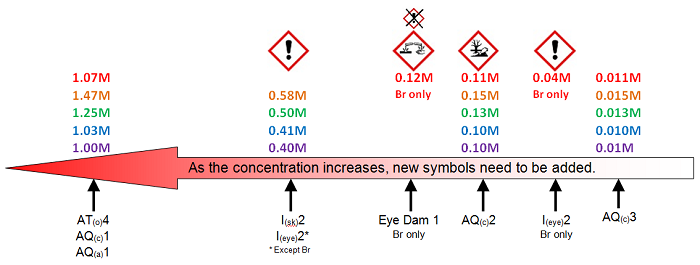 1.07M 0.12M 0.11M 0.04M 0.011M
1.47M 0.58M Br only 0.15M Br only 0.015M
1.25M 0.50M 0.13M 0.013M
1.03M 0.41M 0.10M 0.010M
1.00M 0.40M 0.10M 0.01M
As the concentration increases, new symbols need to be added.
AT(o)4 I(sk)2 Eye Dam 1 AQ(c)2 I(eye)2 AQ(c)3
AQ(c)1 I(eye)2* Br only Br only
AQ(a)1 * Except Br